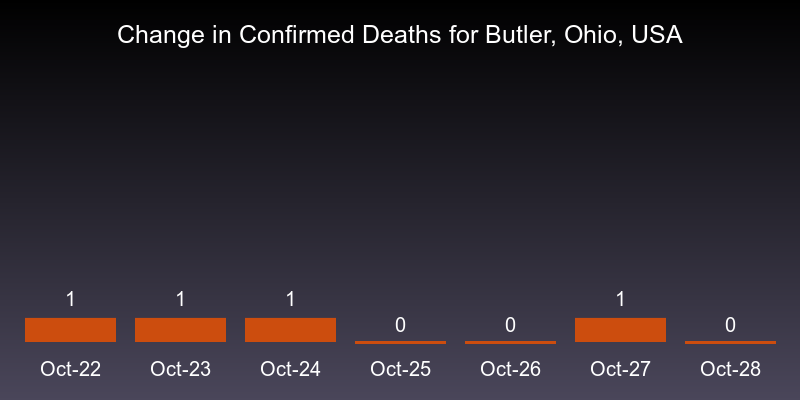 Change in Confirmed Deaths for Butler, Ohio, USA
1 1 1 0 0 1 0
Oct-22 Oct-23 Oct-24 Oct-25 Oct-26 Oct-27 Oct-28